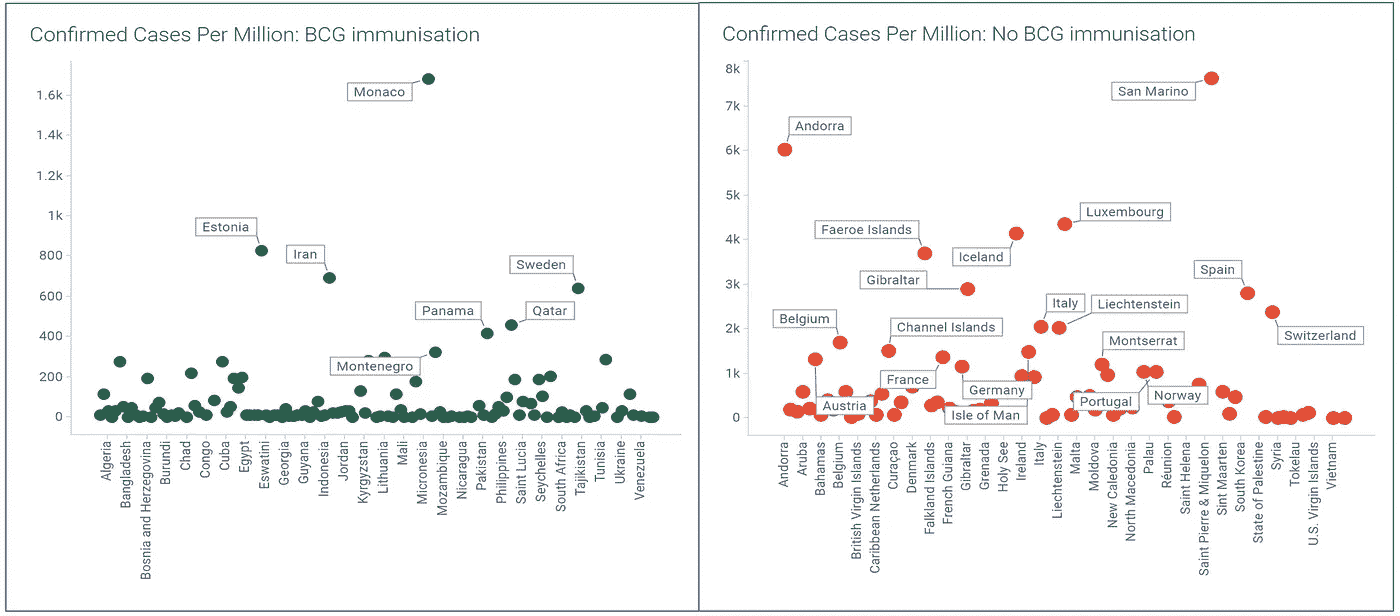 Confirmed Cases Per Million: BCG immunisation
1.6k
1.4k
1.2k
1k
800
600
400
200
0
Monaco
Estonia
Iran
Sweden
Panama
Qatar
Montenegro
Algeria
Bangladesh
Bosnia and Herzegovina
Burundi
Chad
Congo
Cuba
Egypt
Eswatini
Georgia
Guyana
Indonesia
Jordan
Kyrgyzstan
Lithuania
Mali
Micronesia
Mozambique
Nicaragua
Pakistan
Philippines
Saint Lucia
Seychelles
South Africa
Tajikistan
Tunisia
Ukraine
Venezuela
Confirmed Cases Per Million: No BCG immunisation
8k
7k
6k
5k
4k
3k
2k
1k
0
San Marino
Andorra
Luxembourg
Faeroe Islands
Iceland
Spain
Gibraltar
Italy
Liechtenstein
Belgium
Channel Islands
Switzerland
Montserrat
France
Germany
Norway
Portugal
Austria
Isle of Man
Andorra
Aruba
Bahamas
Belgium
British Virgin Islands
Caribbean Netherlands
Curaçao
Denmark
Falkland Islands
French Guiana
Gibraltar
Grenada
Holy See
Ireland
Italy
Liechtenstein
Malta
Moldova
New Caledonia
North Macedonia
Palau
Réunion
Saint Helena
Saint Pierre & Miquelon
Sint Maarten
South Korea
State of Palestine
Syria
Tokelau
U.S. Virgin Islands
Vietnam